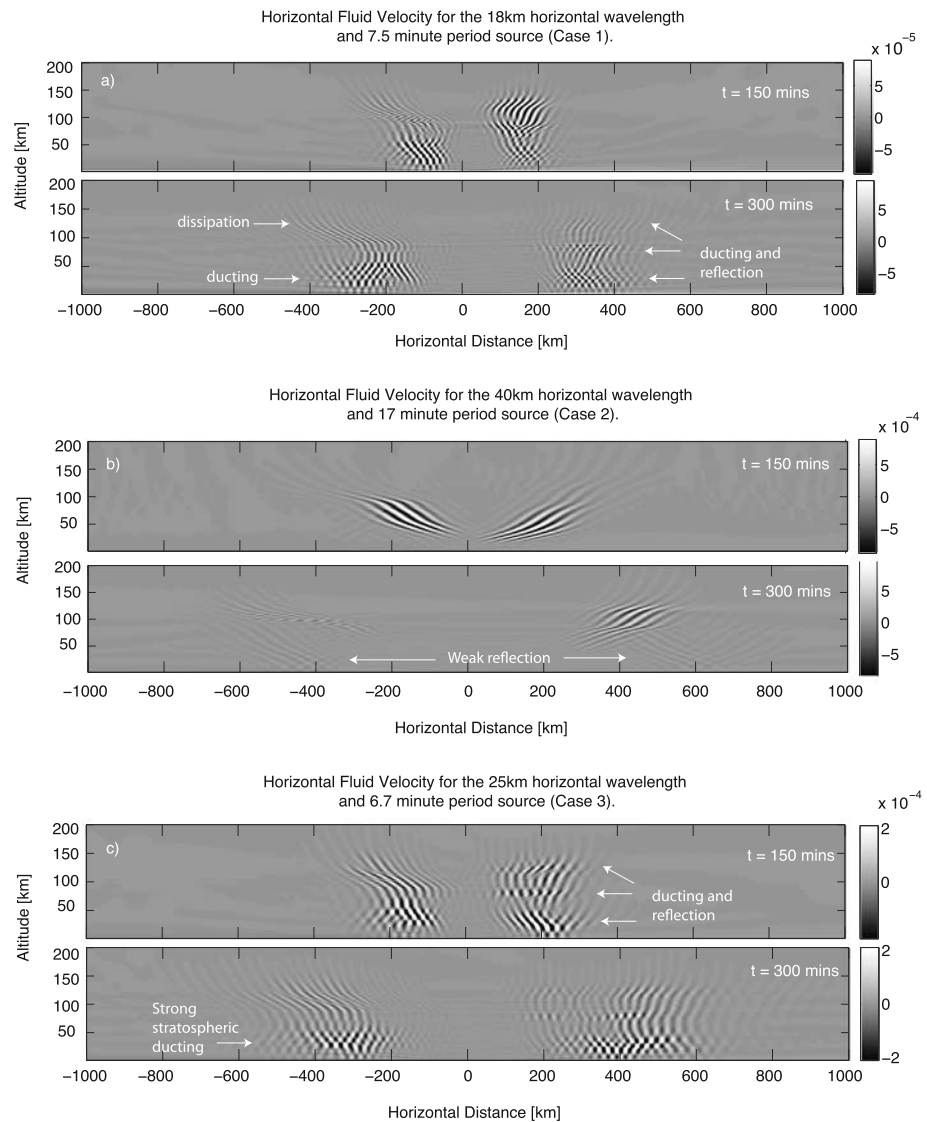 Horizontal Fluid Velocity for the 18km horizontal wavelength
and 7.5 minute period source (Case 1).
x 10⁻⁵
a)
t = 150 mins
200
150
100
50
5
0
−5
Altitude [km]
t = 300 mins
dissipation
ducting
ducting and
reflection
200
150
100
50
5
0
−5
−1000 −800 −600 −400 −200 0 200 400 600 800 1000
Horizontal Distance [km]
Horizontal Fluid Velocity for the 40km horizontal wavelength
and 17 minute period source (Case 2).
x 10⁻⁴
b)
t = 150 mins
200
150
100
50
5
0
−5
Altitude [km]
t = 300 mins
Weak reflection
200
150
100
50
5
0
−5
−1000 −800 −600 −400 −200 0 200 400 600 800 1000
Horizontal Distance [km]
Horizontal Fluid Velocity for the 25km horizontal wavelength
and 6.7 minute period source (Case 3).
x 10⁻⁴
c)
t = 150 mins
ducting and
reflection
200
150
100
50
2
0
Altitude [km]
t = 300 mins
Strong
stratospheric
ducting
200
150
100
50
2
0
−2
−1000 −800 −600 −400 −200 0 200 400 600 800 1000
Horizontal Distance [km]